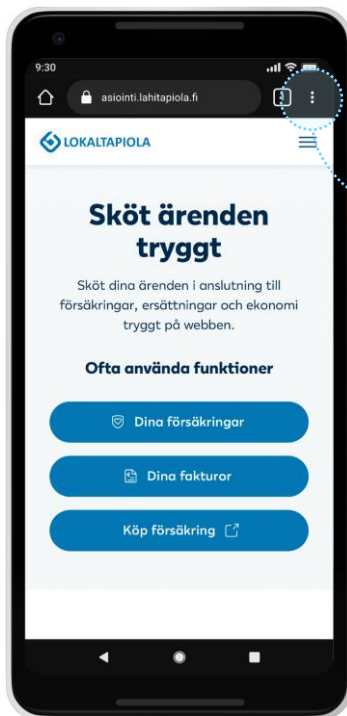 9:30
asiointi.lahitapiola.fi
LOKALTAPIOLA
Sköt ärenden
tryggt
Sköt dina ärenden i anslutning till
försäkringar, ersättningar och ekonomi
tryggt på webben.
Ofta använda funktioner
Dina försäkringar
Dina fakturor
Köp försäkring